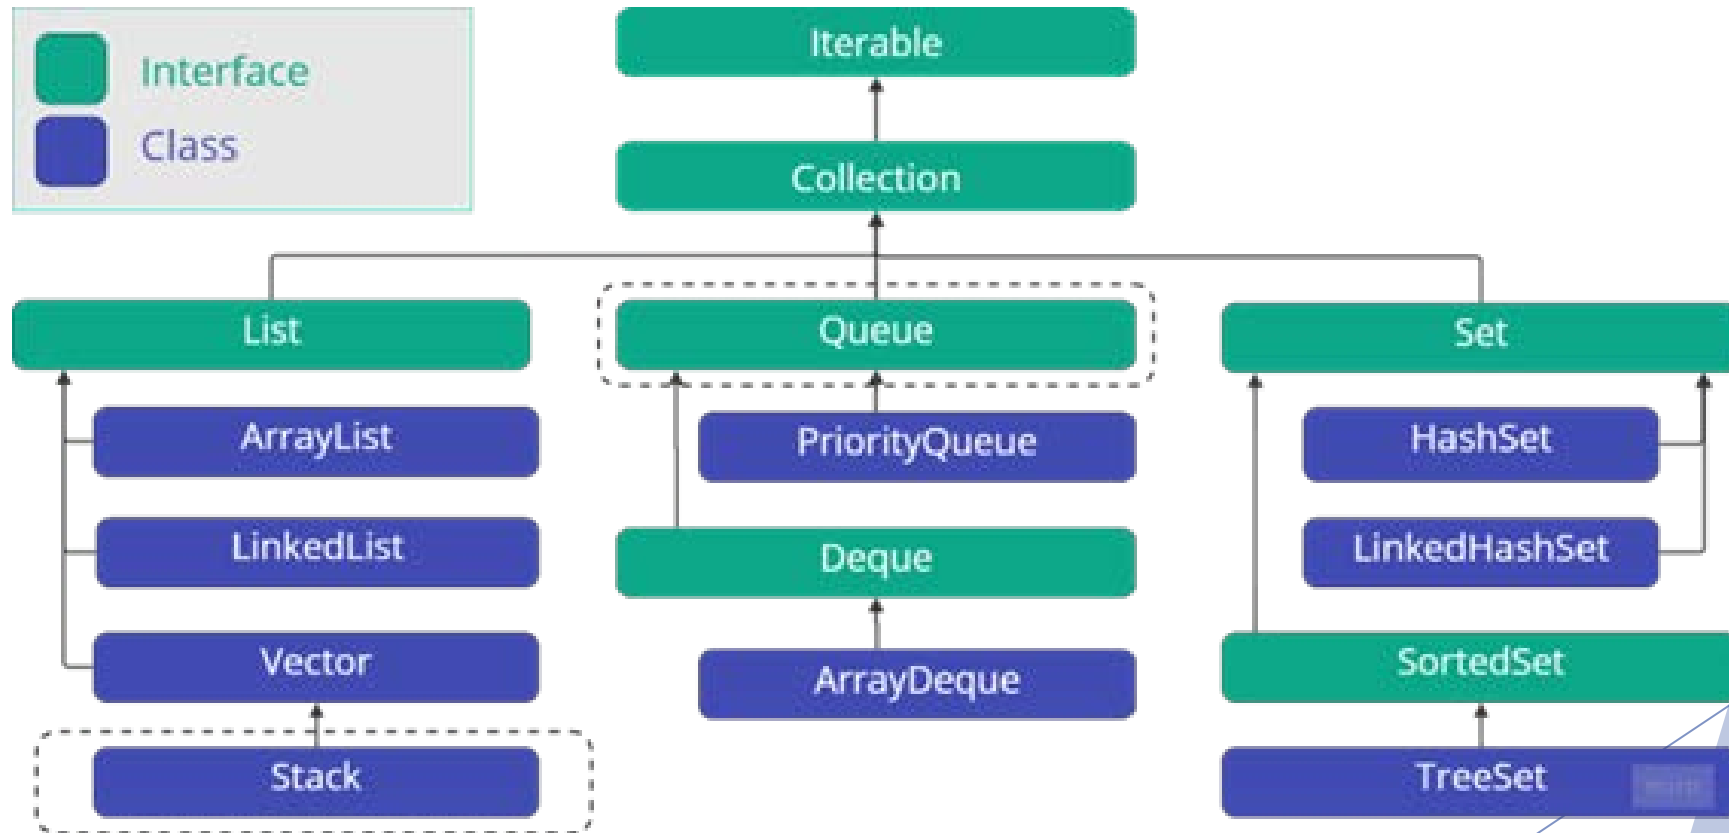 Interface
Class
Iterable
Collection
List
Queue
Set
ArrayList
PriorityQueue
HashSet
LinkedList
Deque
LinkedHashSet
Vector
ArrayDeque
SortedSet
Stack
TreeSet